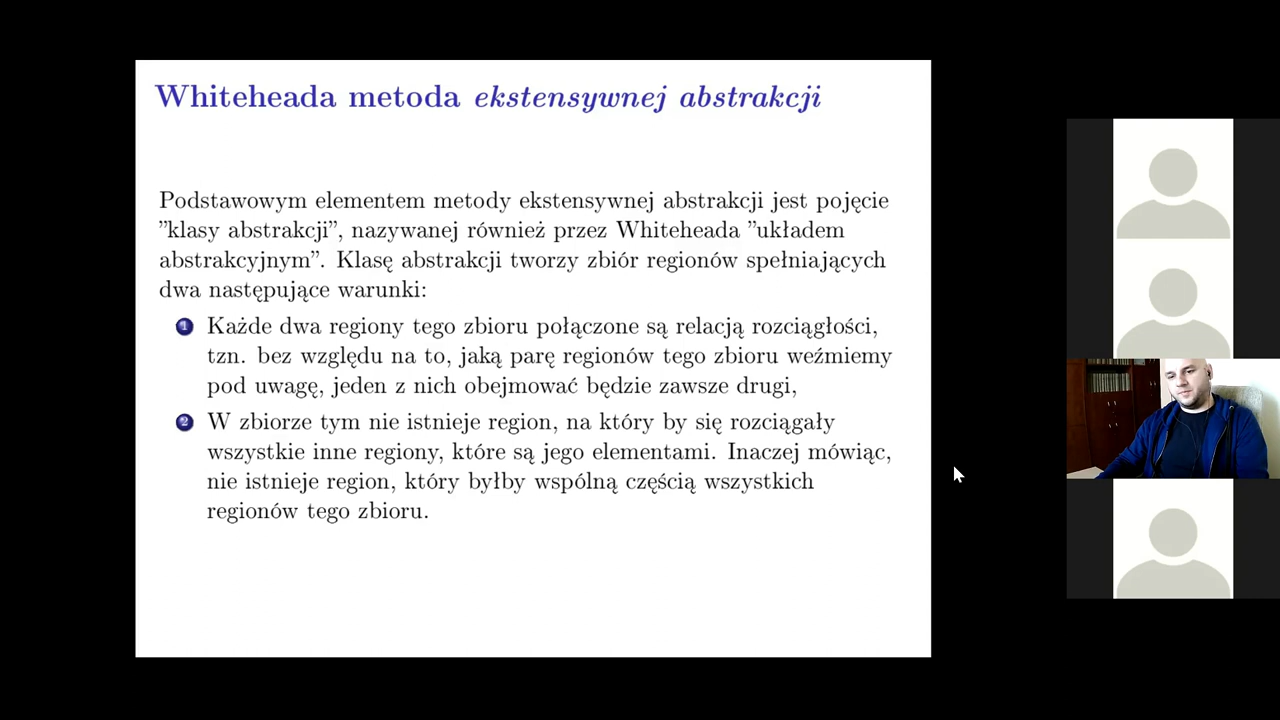 Whiteheada metoda ekstensywnej abstrakcji
Podstawowym elementem metody ekstensywnej abstrakcji jest pojęcie
”klasy abstrakcji”, nazywanej również przez Whiteheada ”układem
abstrakcyjnym”. Klasę abstrakcji tworzy zbiór regionów spełniających
dwa następujące warunki:
1 Każde dwa regiony tego zbioru połączone są relacją rozciągłości,
tzn. bez względu na to, jaką parę regionów tego zbioru weźmiemy
pod uwagę, jeden z nich obejmować będzie zawsze drugi,
2 W zbiorze tym nie istnieje region, na który by się rozciągały
wszystkie inne regiony, które są jego elementami. Inaczej mówiąc,
nie istnieje region, który byłby wspólną częścią wszystkich
regionów tego zbioru.